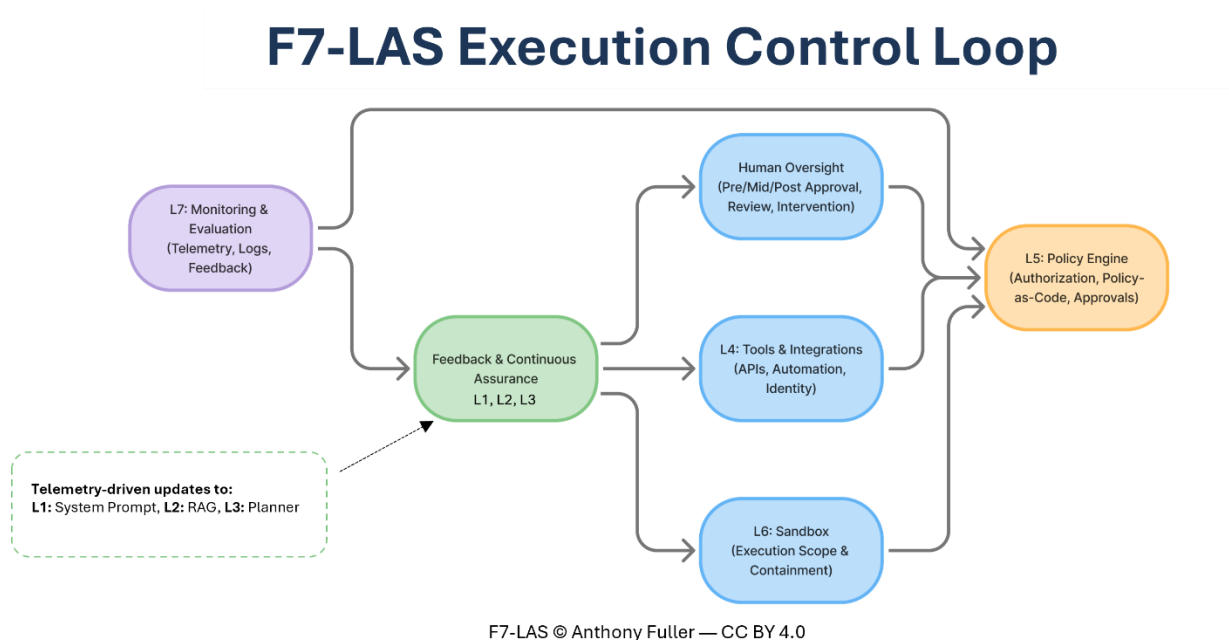 F7-LAS Execution Control Loop
L7: Monitoring &
Evaluation
(Telemetry, Logs,
Feedback)
Human Oversight
(Pre/Mid/Post Approval,
Review, Intervention)
L5: Policy Engine
(Authorization, Policy-
as-Code, Approvals)
Feedback & Continuous
Assurance
L1, L2, L3
L4: Tools & Integrations
(APIs, Automation,
Identity)
Telemetry-driven updates to:
L1: System Prompt, L2: RAG, L3: Planner
L6: Sandbox
(Execution Scope &
Containment)
F7-LAS © Anthony Fuller — CC BY 4.0